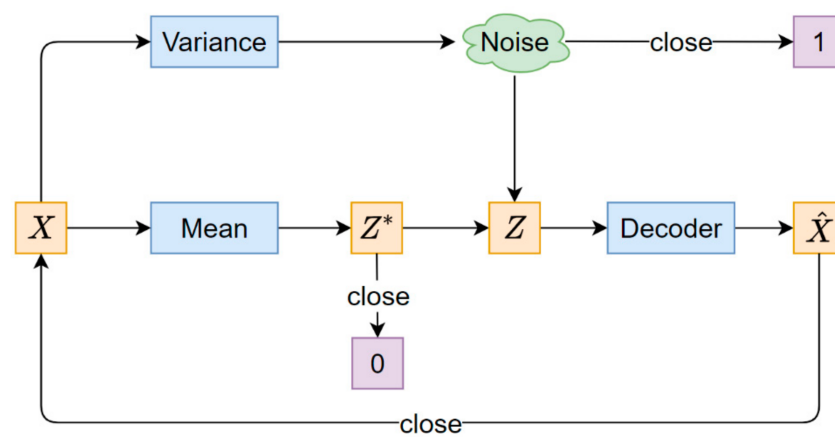 Variance
Noise
close
1
X
Mean
Z*
Z
Decoder
X̂
close
0
close